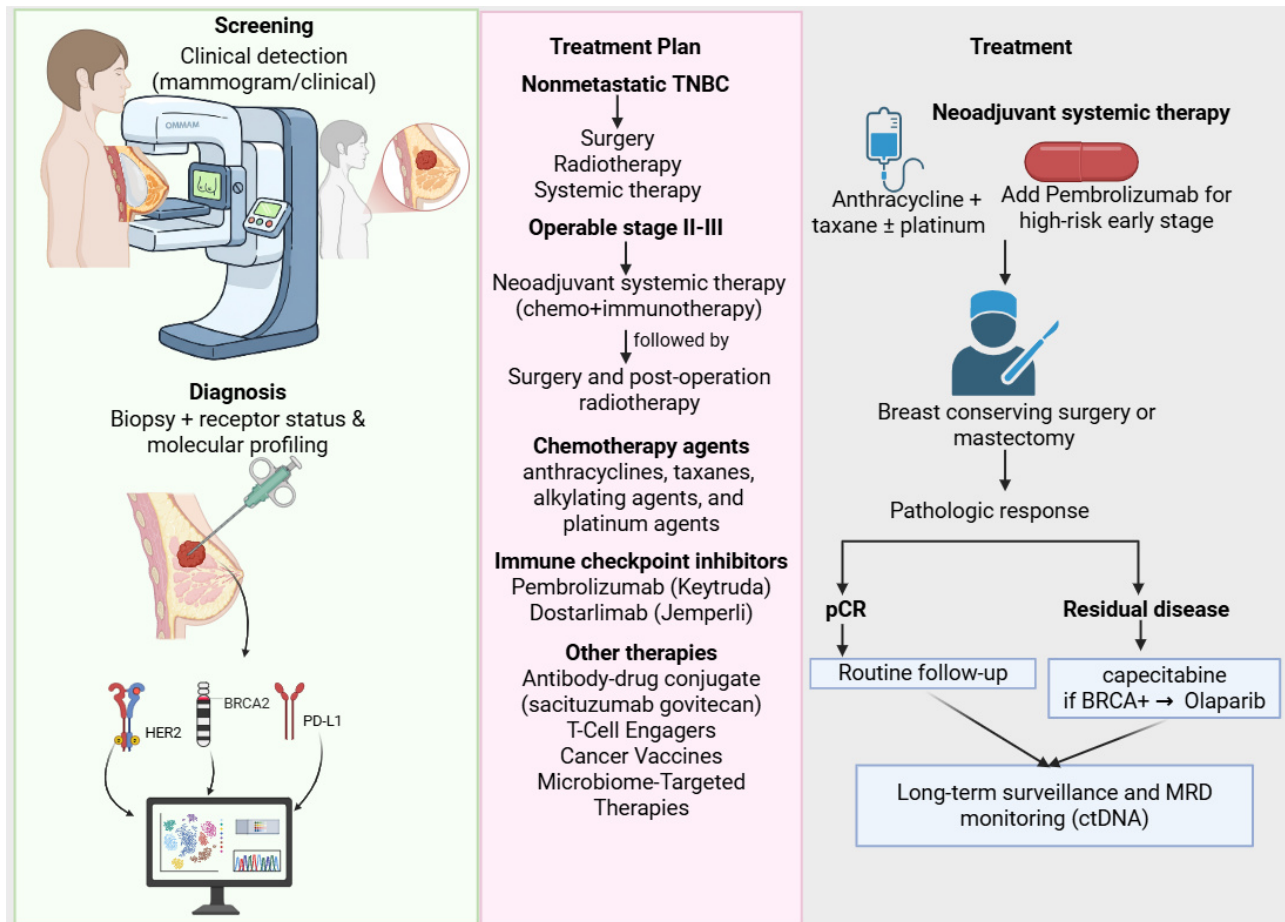 Screening
Clinical detection
(mammogram/clinical)
OMMAM
Diagnosis
Biopsy + receptor status &
molecular profiling
HER2
BRCA2
PD-L1
Treatment Plan
Nonmetastatic TNBC
Surgery
Radiotherapy
Systemic therapy
Operable stage II-III
Neoadjuvant systemic therapy
(chemo+immunotherapy)
followed by
Surgery and post-operation
radiotherapy
Chemotherapy agents
anthracyclines, taxanes,
alkylating agents, and
platinum agents
Immune checkpoint inhibitors
Pembrolizumab (Keytruda)
Dostarlimab (Jemperli)
Other therapies
Antibody-drug conjugate
(sacituzumab govitecan)
T-Cell Engagers
Cancer Vaccines
Microbiome-Targeted
Therapies
Treatment
Neoadjuvant systemic therapy
Anthracycline +
taxane ± platinum
Add Pembrolizumab for
high-risk early stage
Breast conserving surgery or
mastectomy
Pathologic response
pCR
Residual disease
Routine follow-up
capecitabine
if BRCA+ → Olaparib
Long-term surveillance and MRD
monitoring (ctDNA)